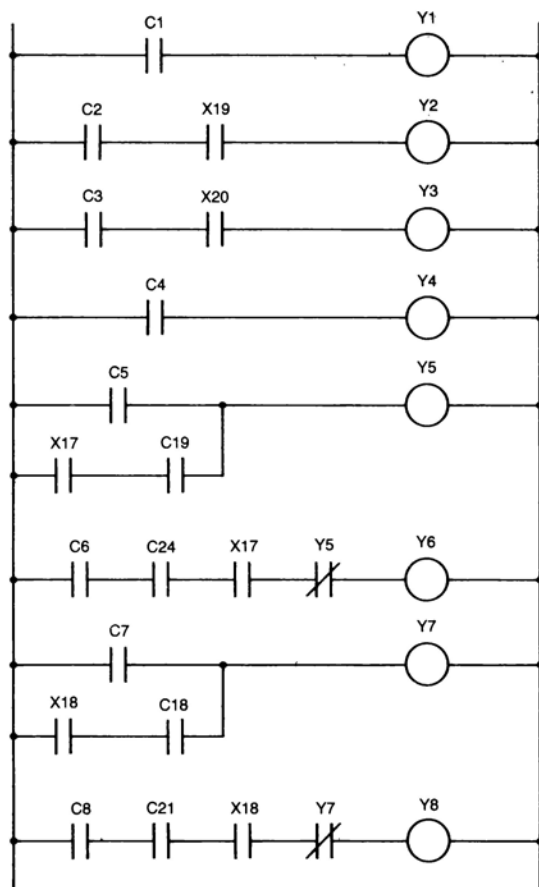 C1 Y1
C2 X19 Y2
C3 X20 Y3
C4 Y4
C5 Y5
X17 C19
C6 C24 X17 Y5 Y6
C7 Y7
X18 C18
C8 C21 X18 Y7 Y8